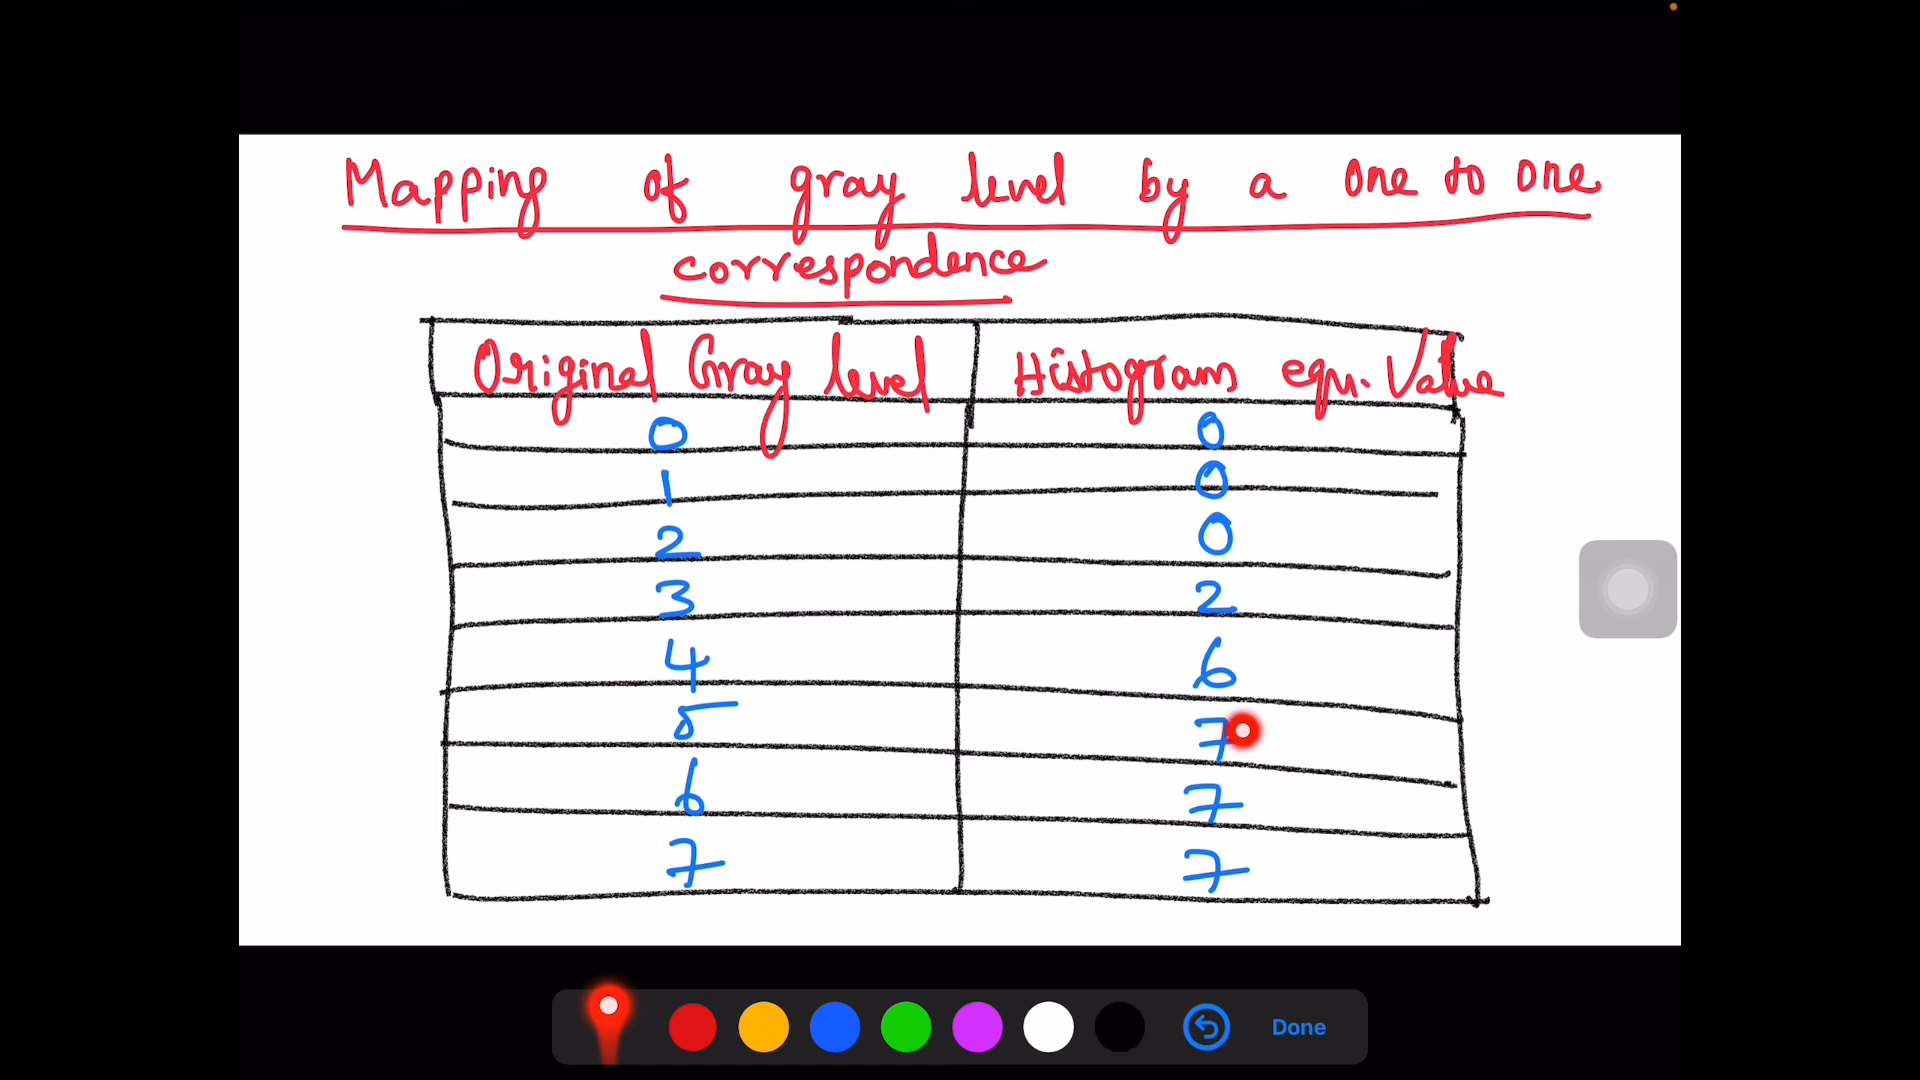 Mapping of gray level by a one to one
correspondence
Original Gray level Histogram equ. Value
0 0
1 0
2 0
3 2
4 6
5 7
6 7
7 7
Done